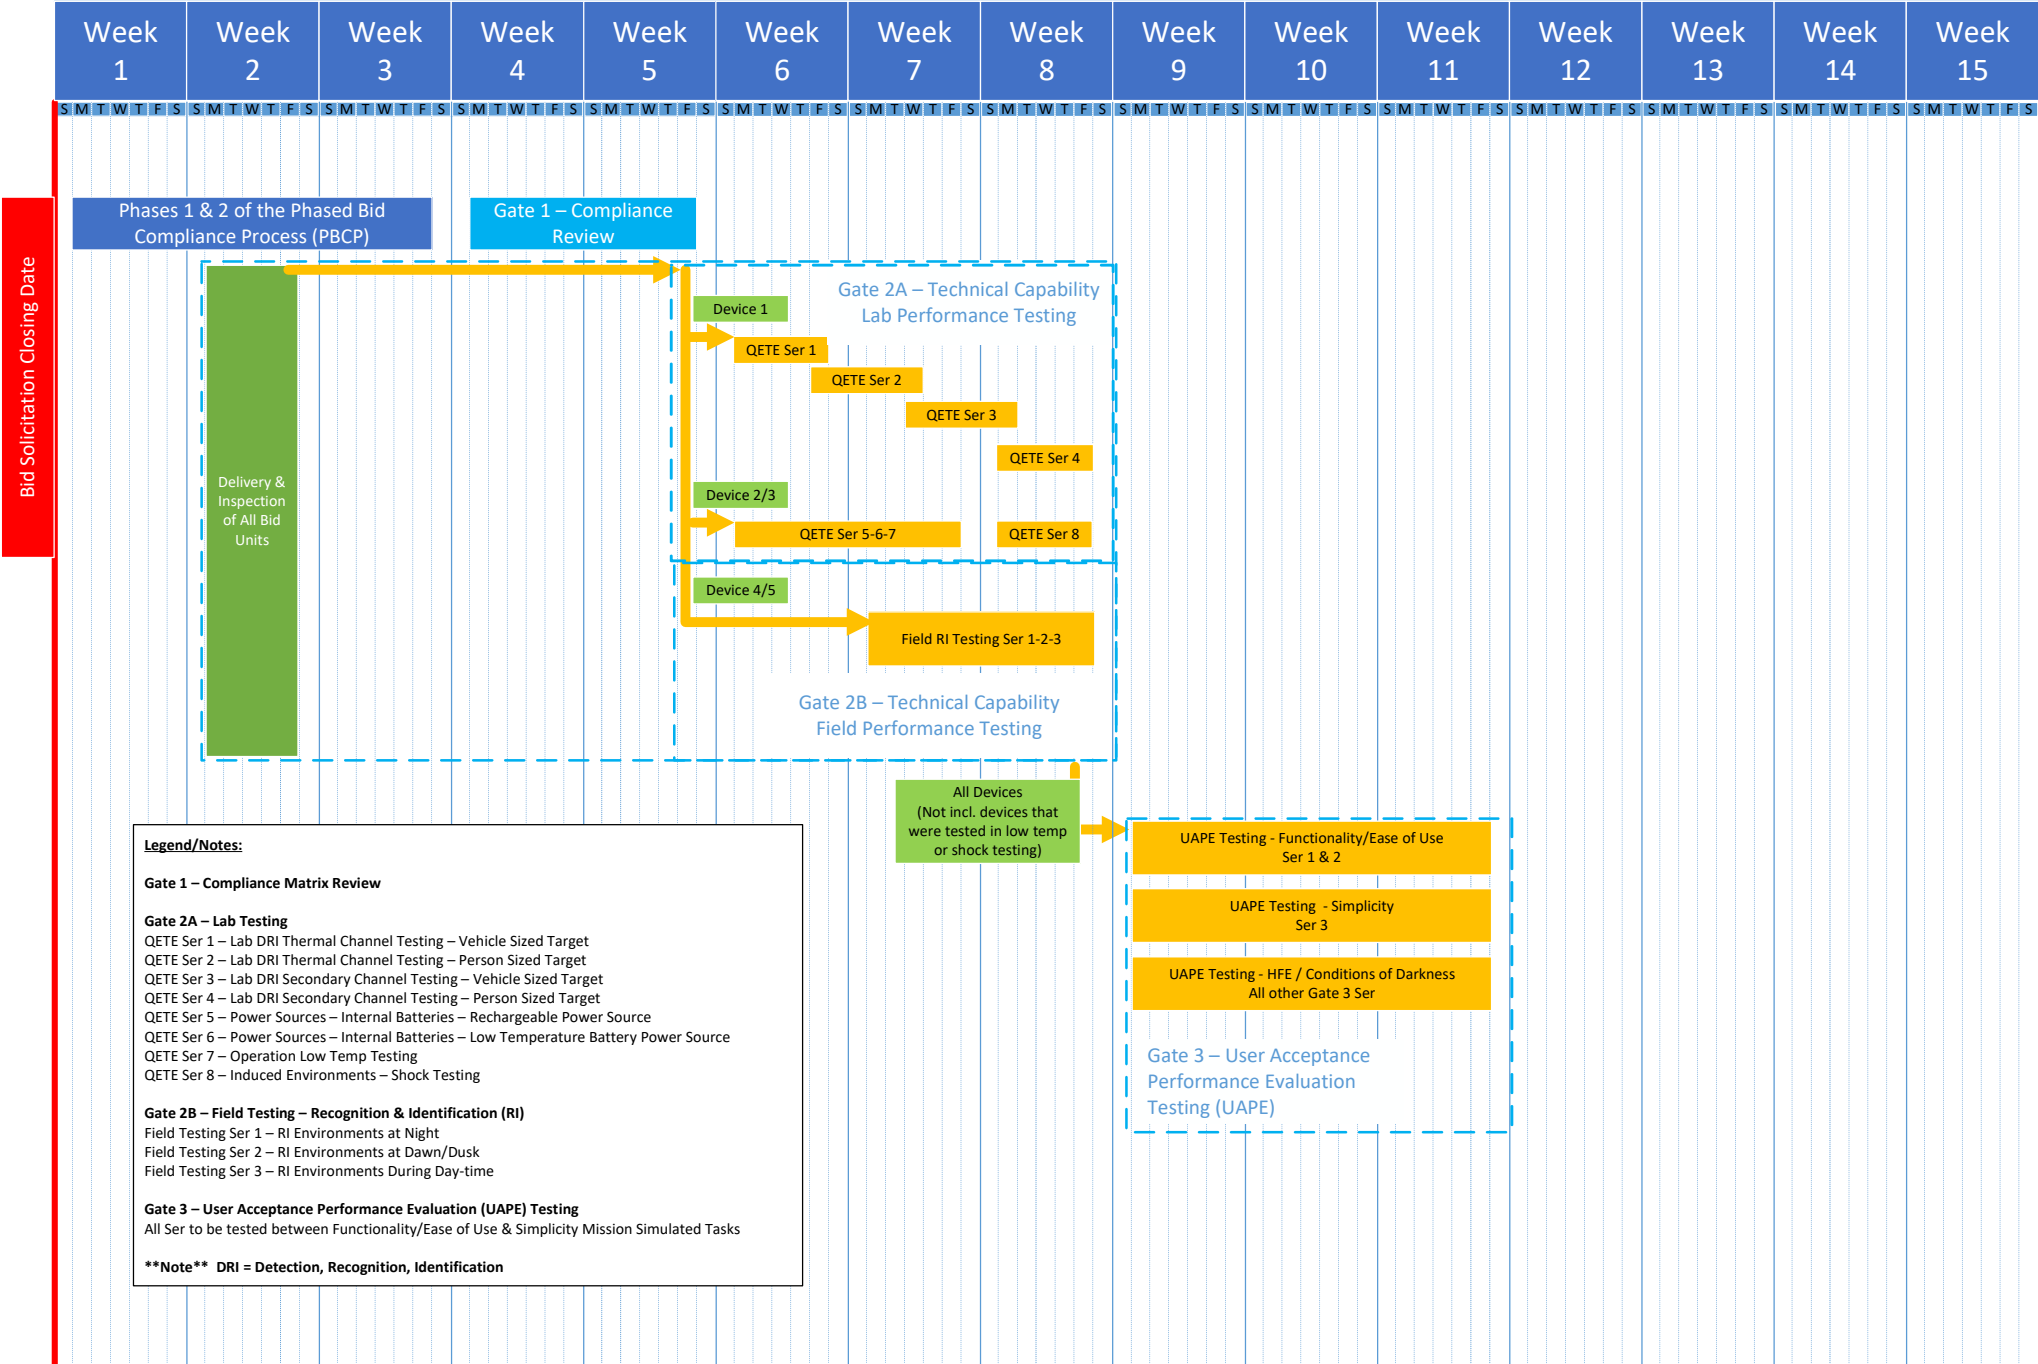 Week Week Week Week Week Week Week Week Week Week Week Week Week Week Week
1 2 3 4 5 6 7 8 9 10 11 12 13 14 15
S M T W T F S S M T W T F S S M T W T F S S M T W T F S S M T W T F S S M T W T F S S M T W T F S S M T W T F S S M T W T F S S M T W T F S S M T W T F S S M T W T F S S M T W T F S S M T W T F S S M T W T F S
Bid Solicitation Closing Date
Phases 1 & 2 of the Phased Bid
Compliance Process (PBCP)
Gate 1 – Compliance
Review
Delivery &
Inspection
of All Bid
Units
Gate 2A – Technical Capability
Lab Performance Testing
Device 1
QETE Ser 1
QETE Ser 2
QETE Ser 3
QETE Ser 4
Device 2/3
QETE Ser 5-6-7
QETE Ser 8
Device 4/5
Field RI Testing Ser 1-2-3
Gate 2B – Technical Capability
Field Performance Testing
All Devices
(Not incl. devices that
were tested in low temp
or shock testing)
UAPE Testing - Functionality/Ease of Use
Ser 1 & 2
UAPE Testing - Simplicity
Ser 3
UAPE Testing - HFE / Conditions of Darkness
All other Gate 3 Ser
Gate 3 – User Acceptance
Performance Evaluation
Testing (UAPE)
Legend/Notes:
Gate 1 – Compliance Matrix Review
Gate 2A – Lab Testing
QETE Ser 1 – Lab DRI Thermal Channel Testing – Vehicle Sized Target
QETE Ser 2 – Lab DRI Thermal Channel Testing – Person Sized Target
QETE Ser 3 – Lab DRI Secondary Channel Testing – Vehicle Sized Target
QETE Ser 4 – Lab DRI Secondary Channel Testing – Person Sized Target
QETE Ser 5 – Power Sources – Internal Batteries – Rechargeable Power Source
QETE Ser 6 – Power Sources – Internal Batteries – Low Temperature Battery Power Source
QETE Ser 7 – Operation Low Temp Testing
QETE Ser 8 – Induced Environments – Shock Testing
Gate 2B – Field Testing – Recognition & Identification (RI)
Field Testing Ser 1 – RI Environments at Night
Field Testing Ser 2 – RI Environments at Dawn/Dusk
Field Testing Ser 3 – RI Environments During Day-time
Gate 3 – User Acceptance Performance Evaluation (UAPE) Testing
All Ser to be tested between Functionality/Ease of Use & Simplicity Mission Simulated Tasks
**Note** DRI = Detection, Recognition, Identification